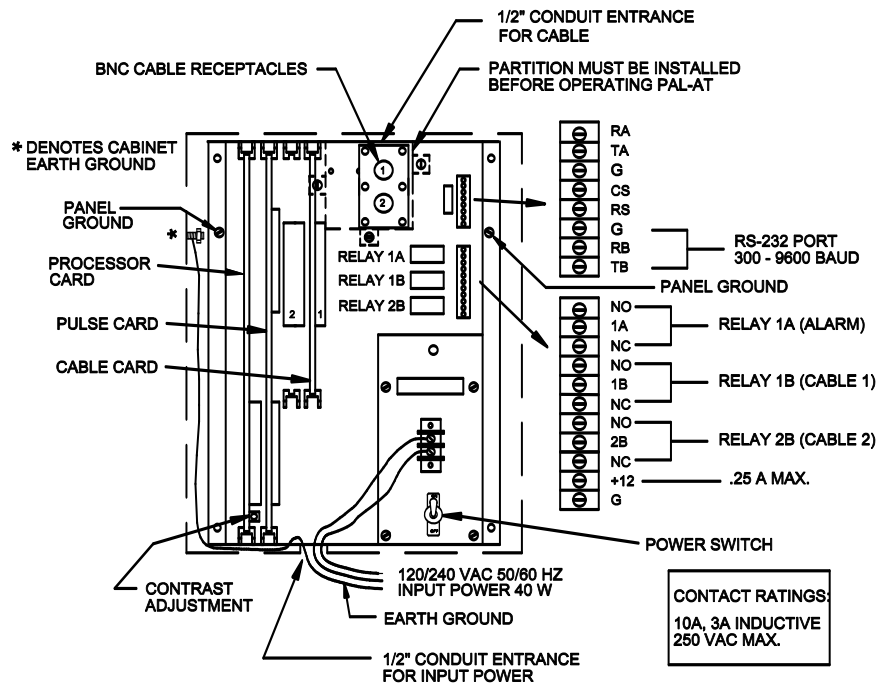 1/2" CONDUIT ENTRANCE
FOR CABLE
BNC CABLE RECEPTACLES
PARTITION MUST BE INSTALLED
BEFORE OPERATING PAL-AT
* DENOTES CABINET
EARTH GROUND
PANEL
GROUND
*
PROCESSOR
CARD
PULSE CARD
CABLE CARD
1
2
RELAY 1A
RELAY 1B
RELAY 2B
2
1
RA
TA
G
CS
RS
G
RB
TB
RS-232 PORT
300 - 9600 BAUD
PANEL GROUND
NO
1A
NC
NO
1B
NC
NO
2B
NC
+12
G
RELAY 1A (ALARM)
RELAY 1B (CABLE 1)
RELAY 2B (CABLE 2)
.25 A MAX.
OFF
POWER SWITCH
CONTRAST
ADJUSTMENT
120/240 VAC 50/60 HZ
INPUT POWER 40 W
EARTH GROUND
1/2" CONDUIT ENTRANCE
FOR INPUT POWER
CONTACT RATINGS:
10A, 3A INDUCTIVE
250 VAC MAX.